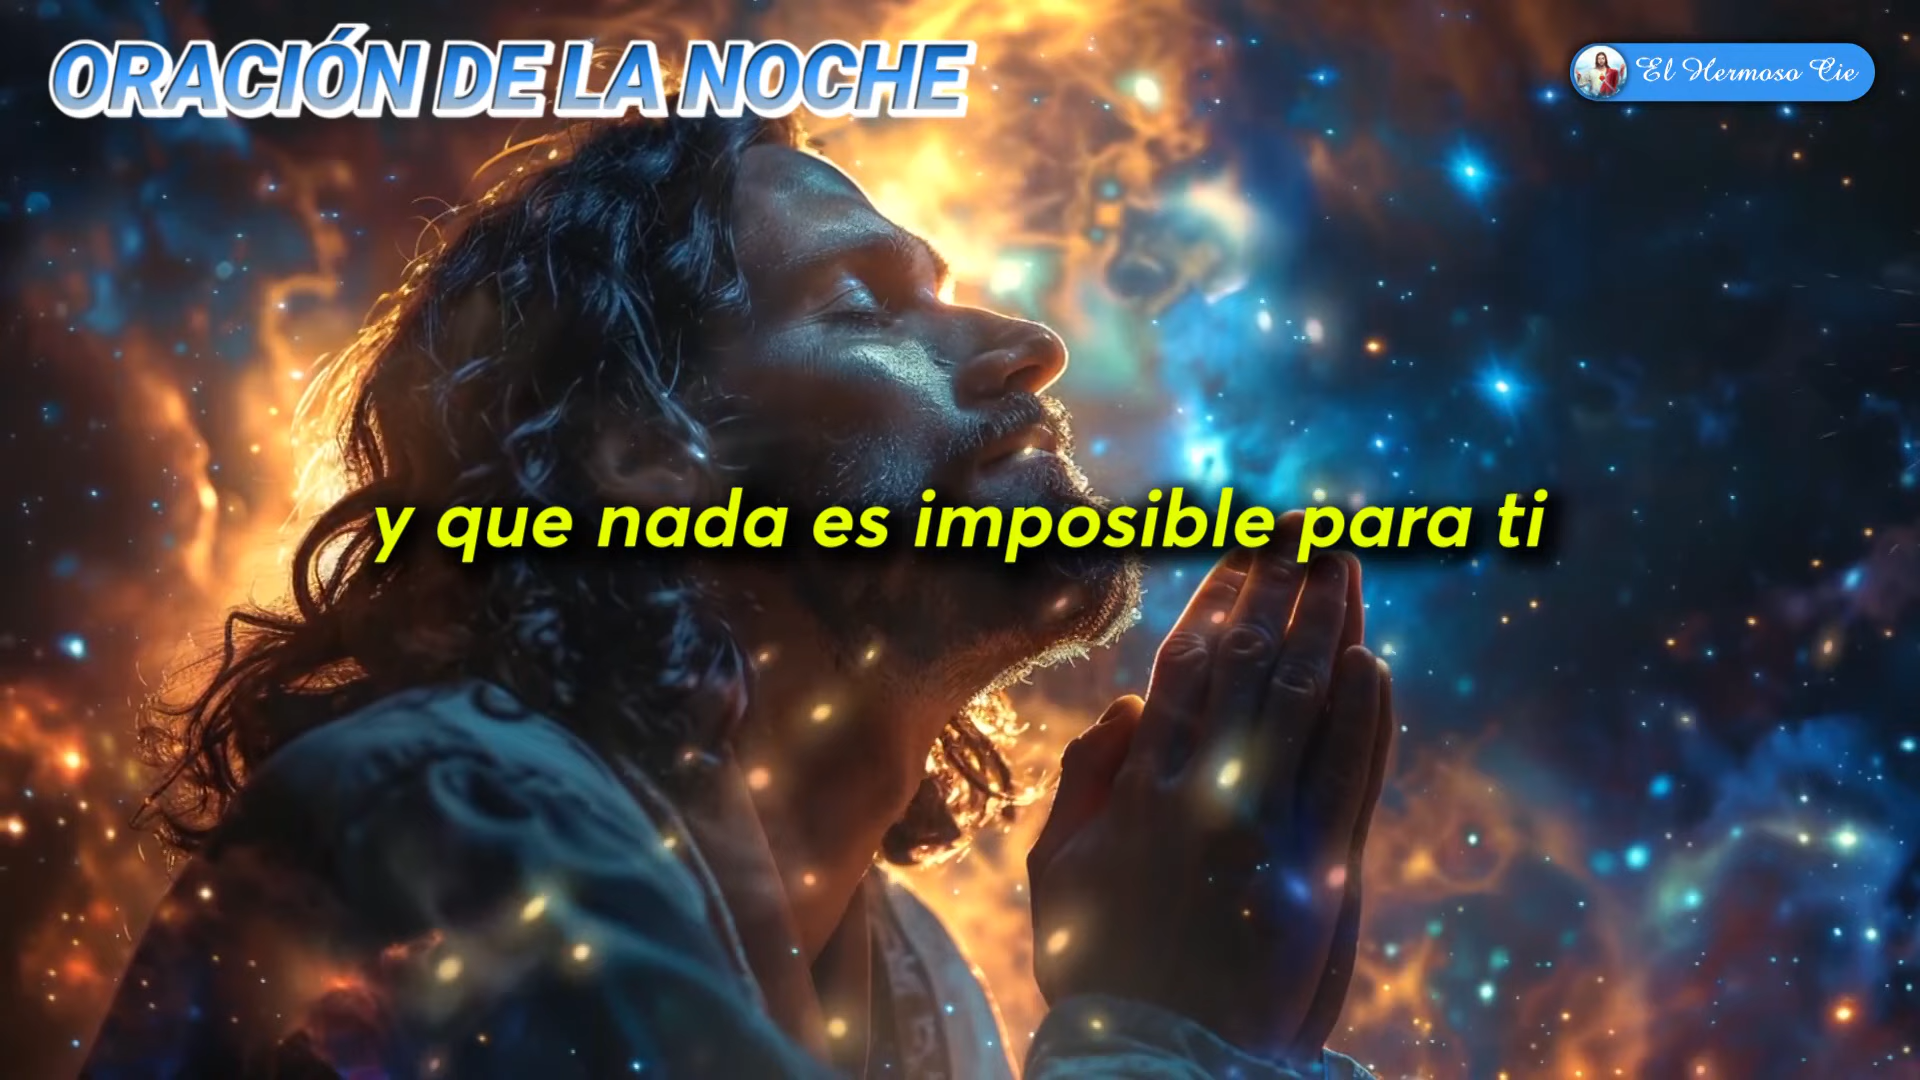 ORACIÓN DE LA NOCHE
El Hermoso Cie
y que nada es imposible para ti